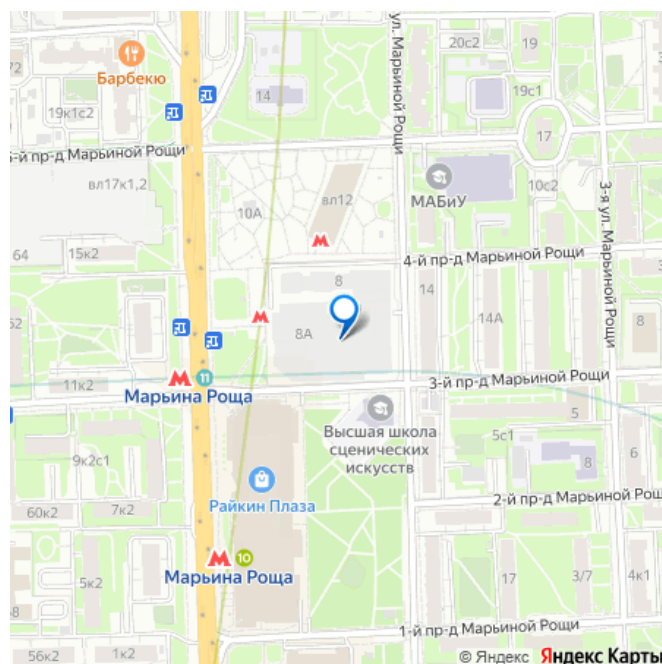 72
Барбекю
19к1с2
20с2
19
19с1
14
ул. Марьиной Рощи
17
-й пр-д Марьиной Рощи
вл17к1,2
вл12
10А
МАБиУ
10с2
3-я ул. Марьиной Рощи
64
15к2
4-й пр-д Марьиной Рощи
8
14
62
8А
14А
8
11
11к2
Марьина Роща
3-й пр-д Марьиной Рощи
Высшая школа
сценических
искусств
5
5с1
6
9к2с1
8
Райкин Плаза
2-й пр-д Марьиной Рощ
60к2
7к2
10
Марьина Роща
5к2
17
3/7
4к1
58
1-й пр-д Марьиной Рощи
56к2
1к2
© Яндекс Яндекс Карты